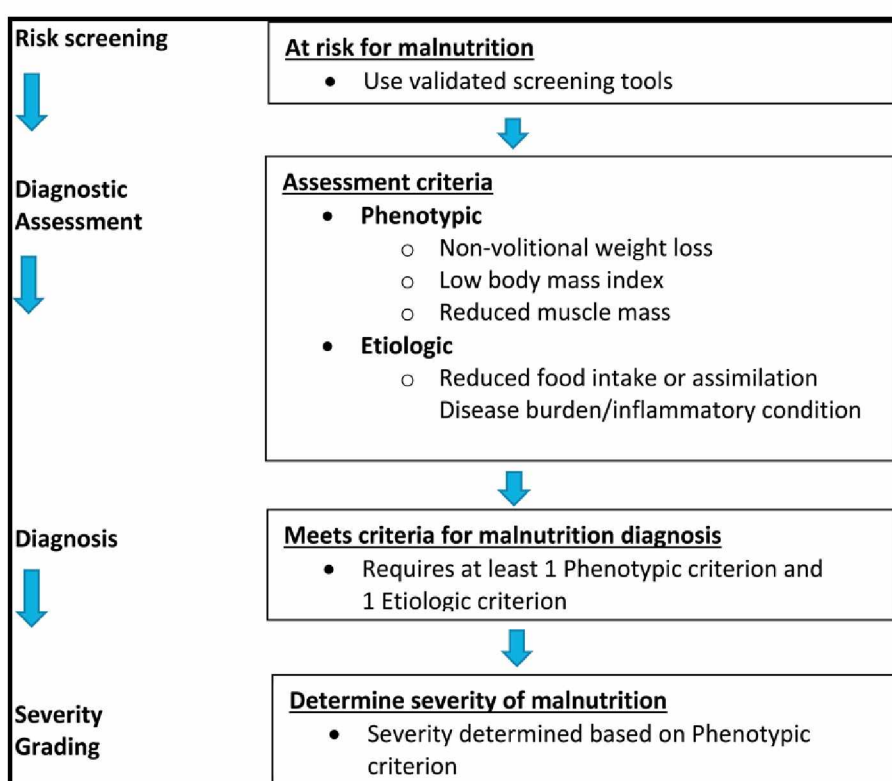 Risk screening
At risk for malnutrition
• Use validated screening tools
Diagnostic
Assessment
Assessment criteria
• Phenotypic
o Non-volitional weight loss
o Low body mass index
o Reduced muscle mass
• Etiologic
o Reduced food intake or assimilation
Disease burden/inflammatory condition
Diagnosis
Meets criteria for malnutrition diagnosis
• Requires at least 1 Phenotypic criterion and
1 Etiologic criterion
Severity
Grading
Determine severity of malnutrition
• Severity determined based on Phenotypic
criterion